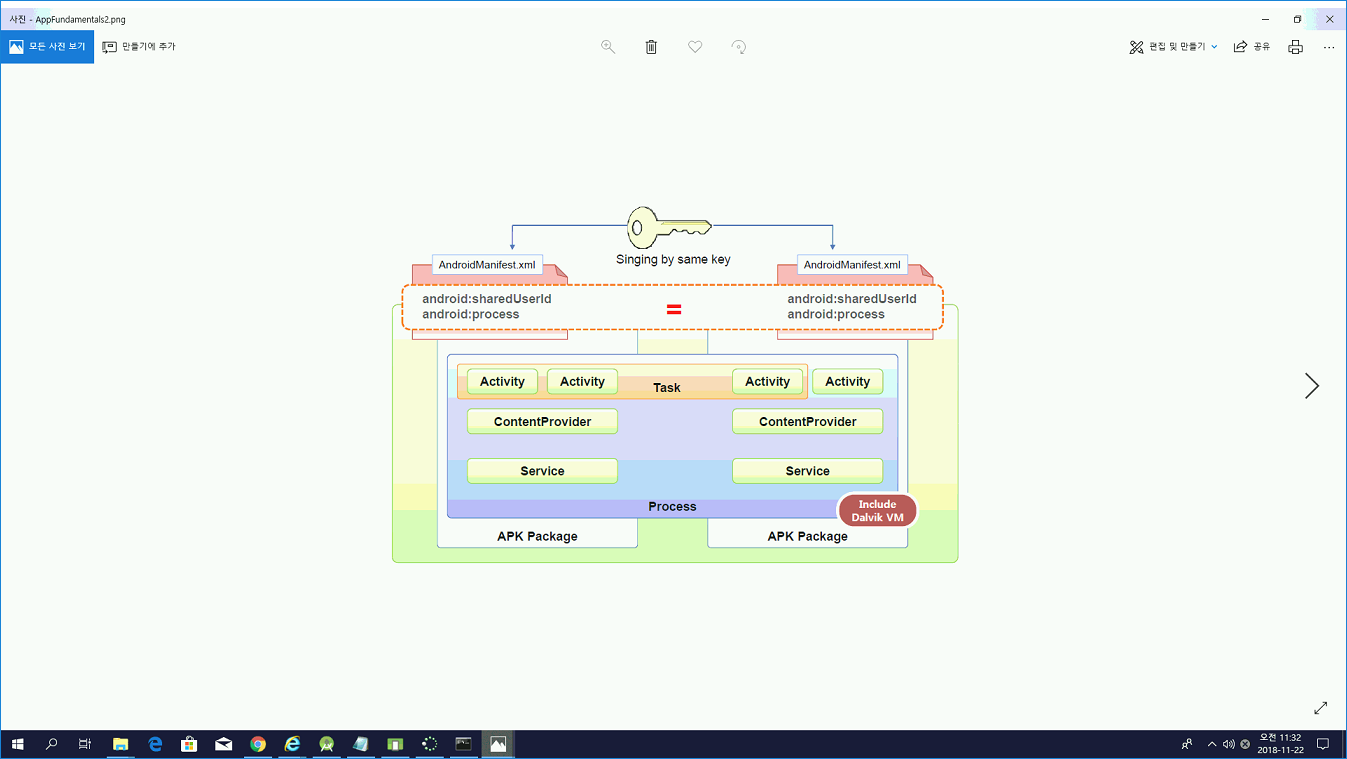 사진 - AppFundamentals2.png
모든 사진 보기
만들기에 추가
편집 및 만들기
공유
Singing by same key
AndroidManifest.xml
AndroidManifest.xml
android:sharedUserId
android:process
=
android:sharedUserId
android:process
Activity
Activity
Task
Activity
Activity
ContentProvider
ContentProvider
Service
Service
Process
Include
Dalvik VM
APK Package
APK Package
오전 11:32
2018-11-22